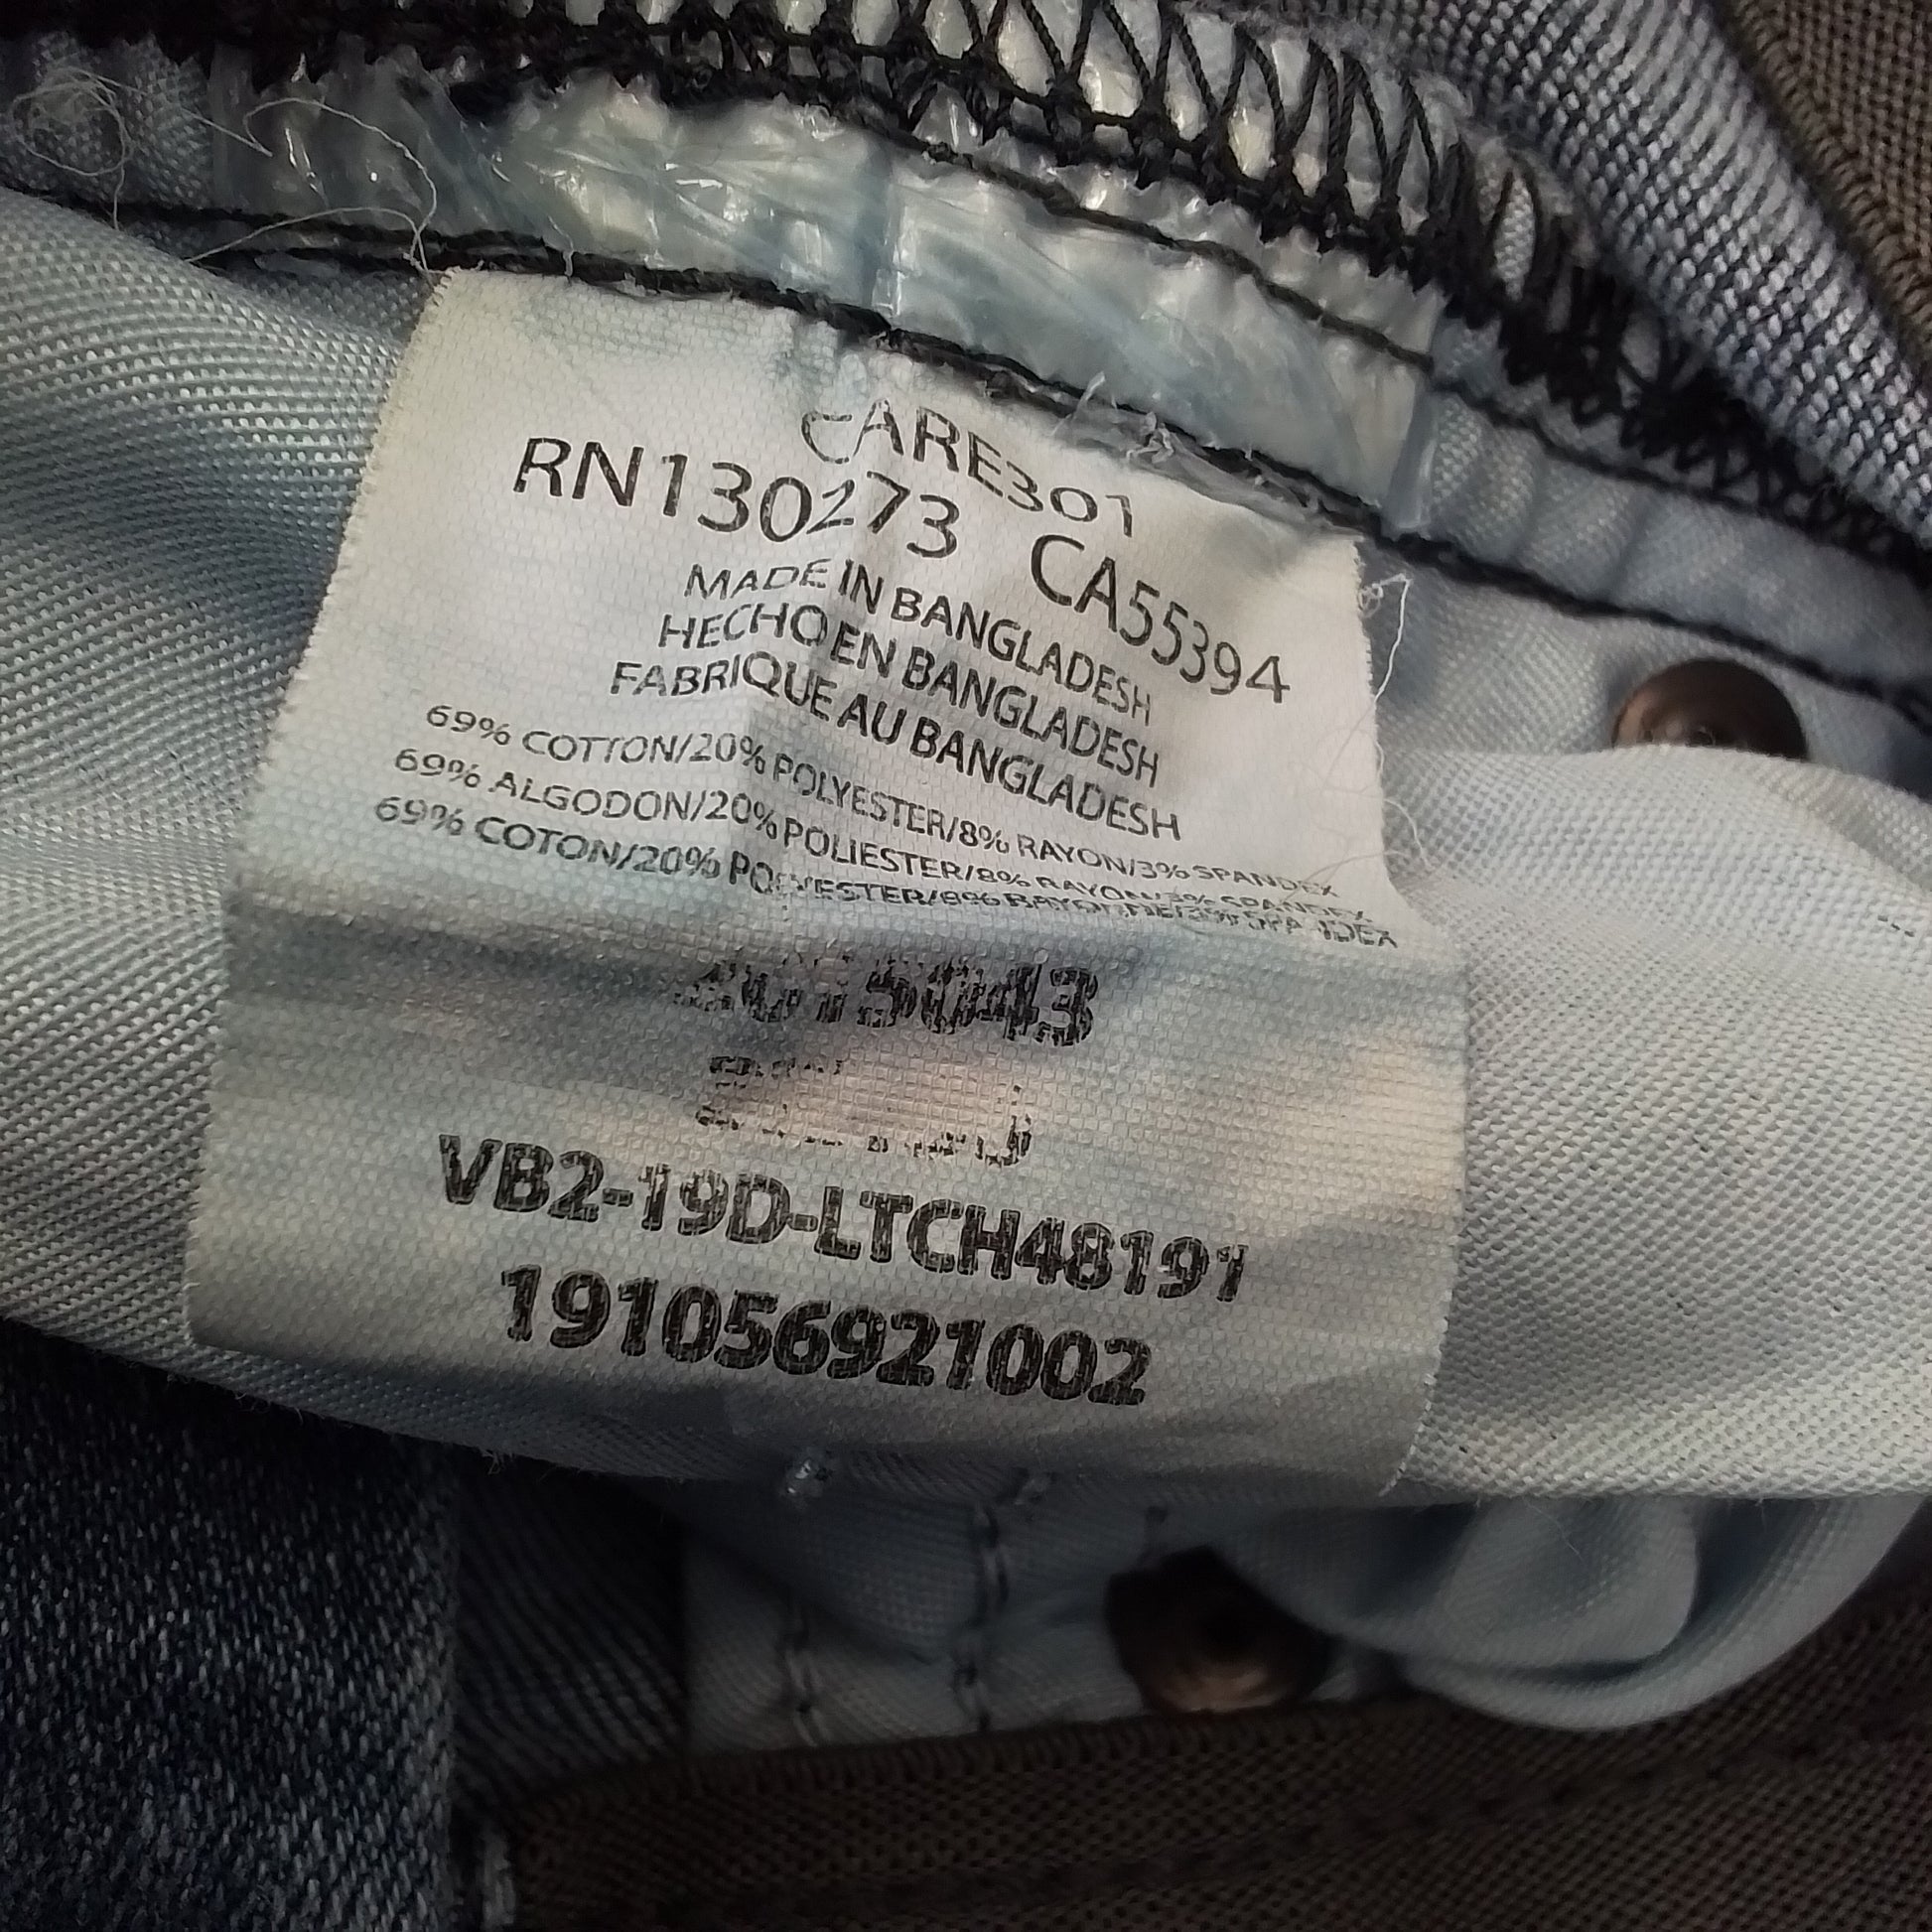 CARE301
RN130273 CA55394
MADE IN BANGLADESH
HECHO EN BANGLADESH
FABRIQUE AU BANGLADESH
69% COTTON/20% POLYESTER/8% RAYON/3% SPANDEX
69% ALGODON/20% POLIESTER/8% RAYON/3% SPANDEX
69% COTON/20% POLYESTER/8% RAYONNE/3% SPANDEX
2015043
VB2-19D-LTCH48191
191056921002